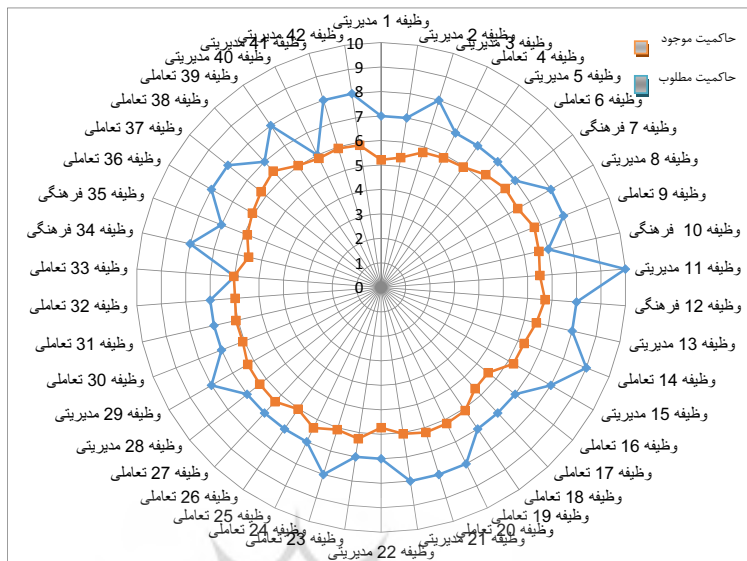 حاکمیت موجود
حاکمیت مطلوب
وظیفه 1 مدیریتی
وظیفه 2 مدیریتی
وظیفه 3 مدیریتی
وظیفه 4 تعاملی
وظیفه 5 مدیریتی
وظیفه 6 تعاملی
وظیفه 7 فرهنگی
وظیفه 8 مدیریتی
وظیفه 9 تعاملی
وظیفه 10 فرهنگی
وظیفه 11 مدیریتی
وظیفه 12 فرهنگی
وظیفه 13 مدیریتی
وظیفه 14 تعاملی
وظیفه 15 مدیریتی
وظیفه 16 تعاملی
وظیفه 17 تعاملی
وظیفه 18 تعاملی
وظیفه 19 تعاملی
وظیفه 20 تعاملی
وظیفه 21 مدیریتی
وظیفه 22 مدیریتی
وظیفه 23 تعاملی
وظیفه 24 تعاملی
وظیفه 25 تعاملی
وظیفه 26 تعاملی
وظیفه 27 تعاملی
وظیفه 28 مدیریتی
وظیفه 29 مدیریتی
وظیفه 30 تعاملی
وظیفه 31 تعاملی
وظیفه 32 تعاملی
وظیفه 33 تعاملی
وظیفه 34 فرهنگی
وظیفه 35 فرهنگی
وظیفه 36 تعاملی
وظیفه 37 تعاملی
وظیفه 38 تعاملی
وظیفه 39 تعاملی
وظیفه 40 مدیریتی
وظیفه 41 مدیریتی
وظیفه 42 مدیریتی
10
9
8
7
6
5
4
3
2
1
0